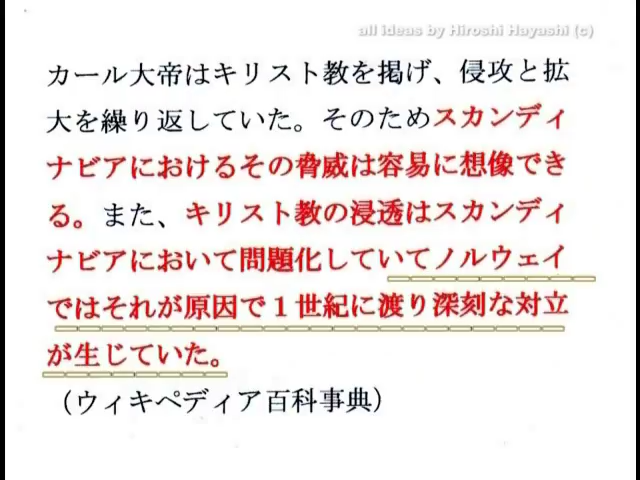 all ideas by Hiroshi Hayashi (c)
カール大帝はキリスト教を掲げ、侵攻と拡
大を繰り返していた。そのためスカンディ
ナビアにおけるその脅威は容易に想像でき
る。また、キリスト教の浸透はスカンディ
ナビアにおいて問題化していてノルウェイ
ではそれが原因で１世紀に渡り深刻な対立
が生じていた。
（ウィキペディア百科事典）